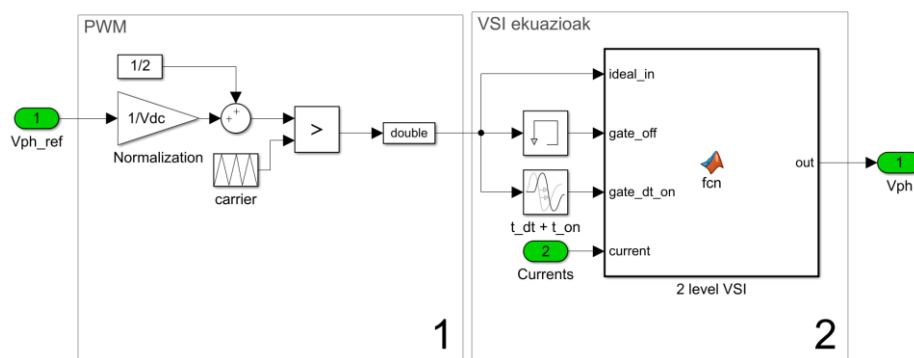 PWM
1/2
1
Vph_ref
1/Vdc
Normalization
+
+
>
carrier
double
1
VSI ekuazioak
ideal_in
gate_off
gate_dt_on
t_dt + t_on
2
Currents
current
fcn
out
2 level VSI
1
Vph
2